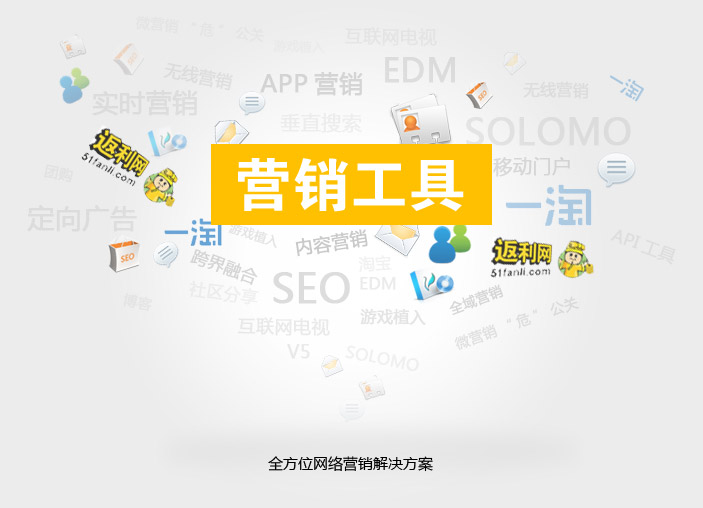 微营销 “危” 公关
游戏植入
互联网电视
无线营销
APP 营销
EDM
SEO
无线营销
一淘
实时营销
垂直搜索
SOLOMO
返利网
51fanli.com
团购
营销工具
移动门户
定向广告
一淘
一淘
游戏植入
内容营销
API 工具
返利网
51fanli.com
SEO
跨界融合
淘宝
EDM
社区分享
SEO
博客
全域营销
游戏植入
互联网电视
微营销 “危” 公关
V5
SOLOMO
全方位网络营销解决方案